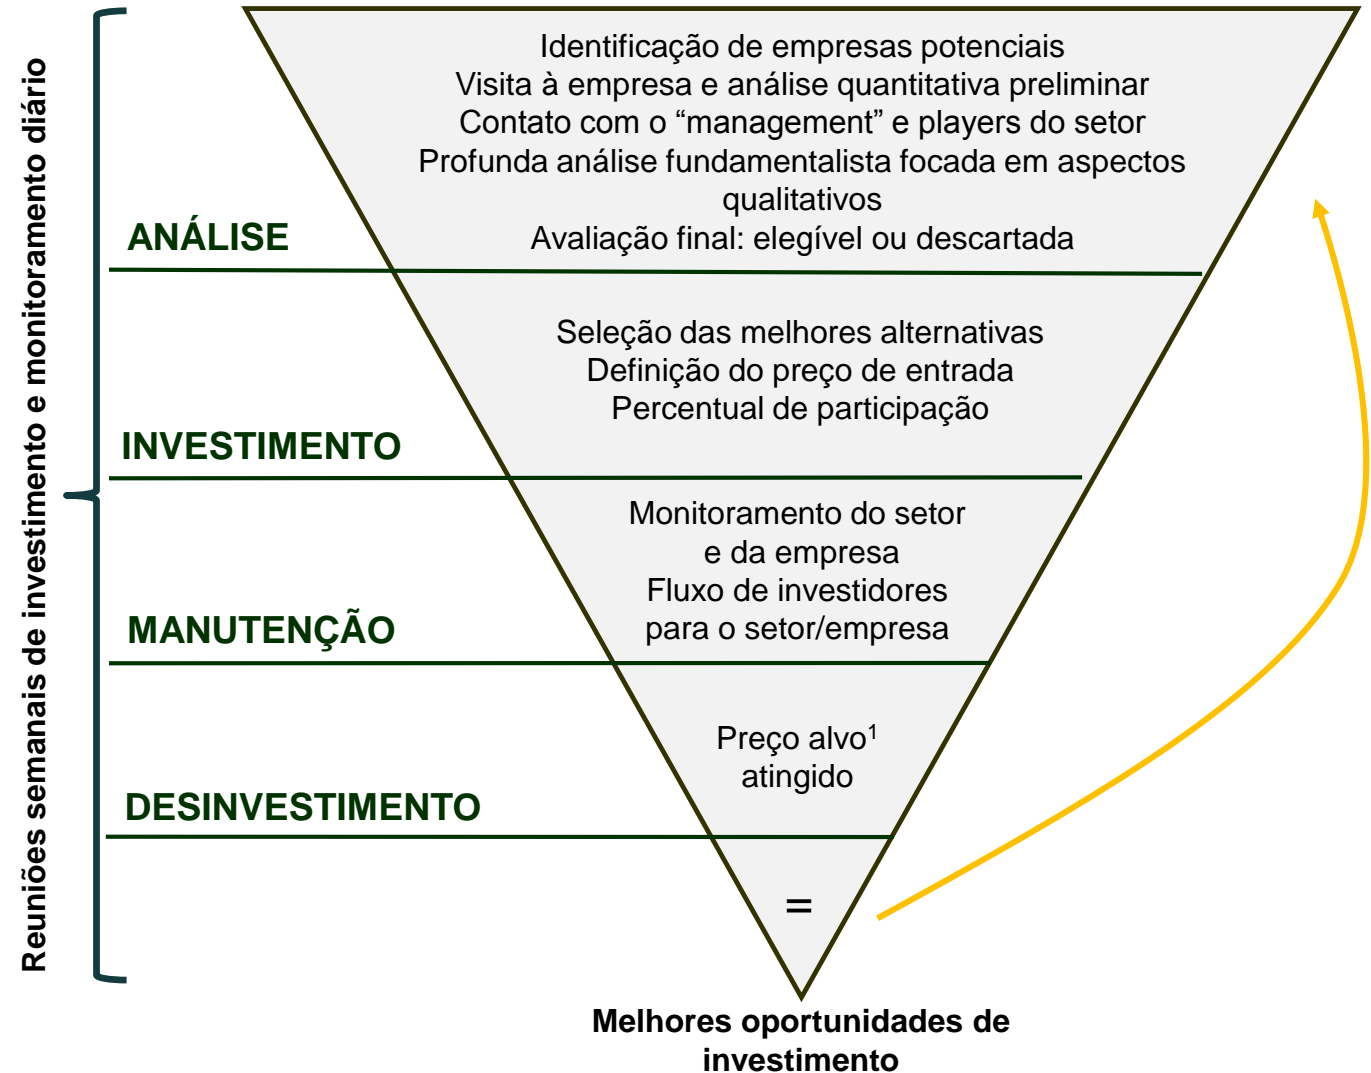 Reuniões semanais de investimento e monitoramento diário
Identificação de empresas potenciais
Visita à empresa e análise quantitativa preliminar
Contato com o “management” e players do setor
Profunda análise fundamentalista focada em aspectos
qualitativos
Avaliação final: elegível ou descartada
ANÁLISE
Seleção das melhores alternativas
Definição do preço de entrada
Percentual de participação
INVESTIMENTO
Monitoramento do setor
e da empresa
Fluxo de investidores
para o setor/empresa
MANUTENÇÃO
Preço alvo¹
atingido
DESINVESTIMENTO
=
Melhores oportunidades de
investimento